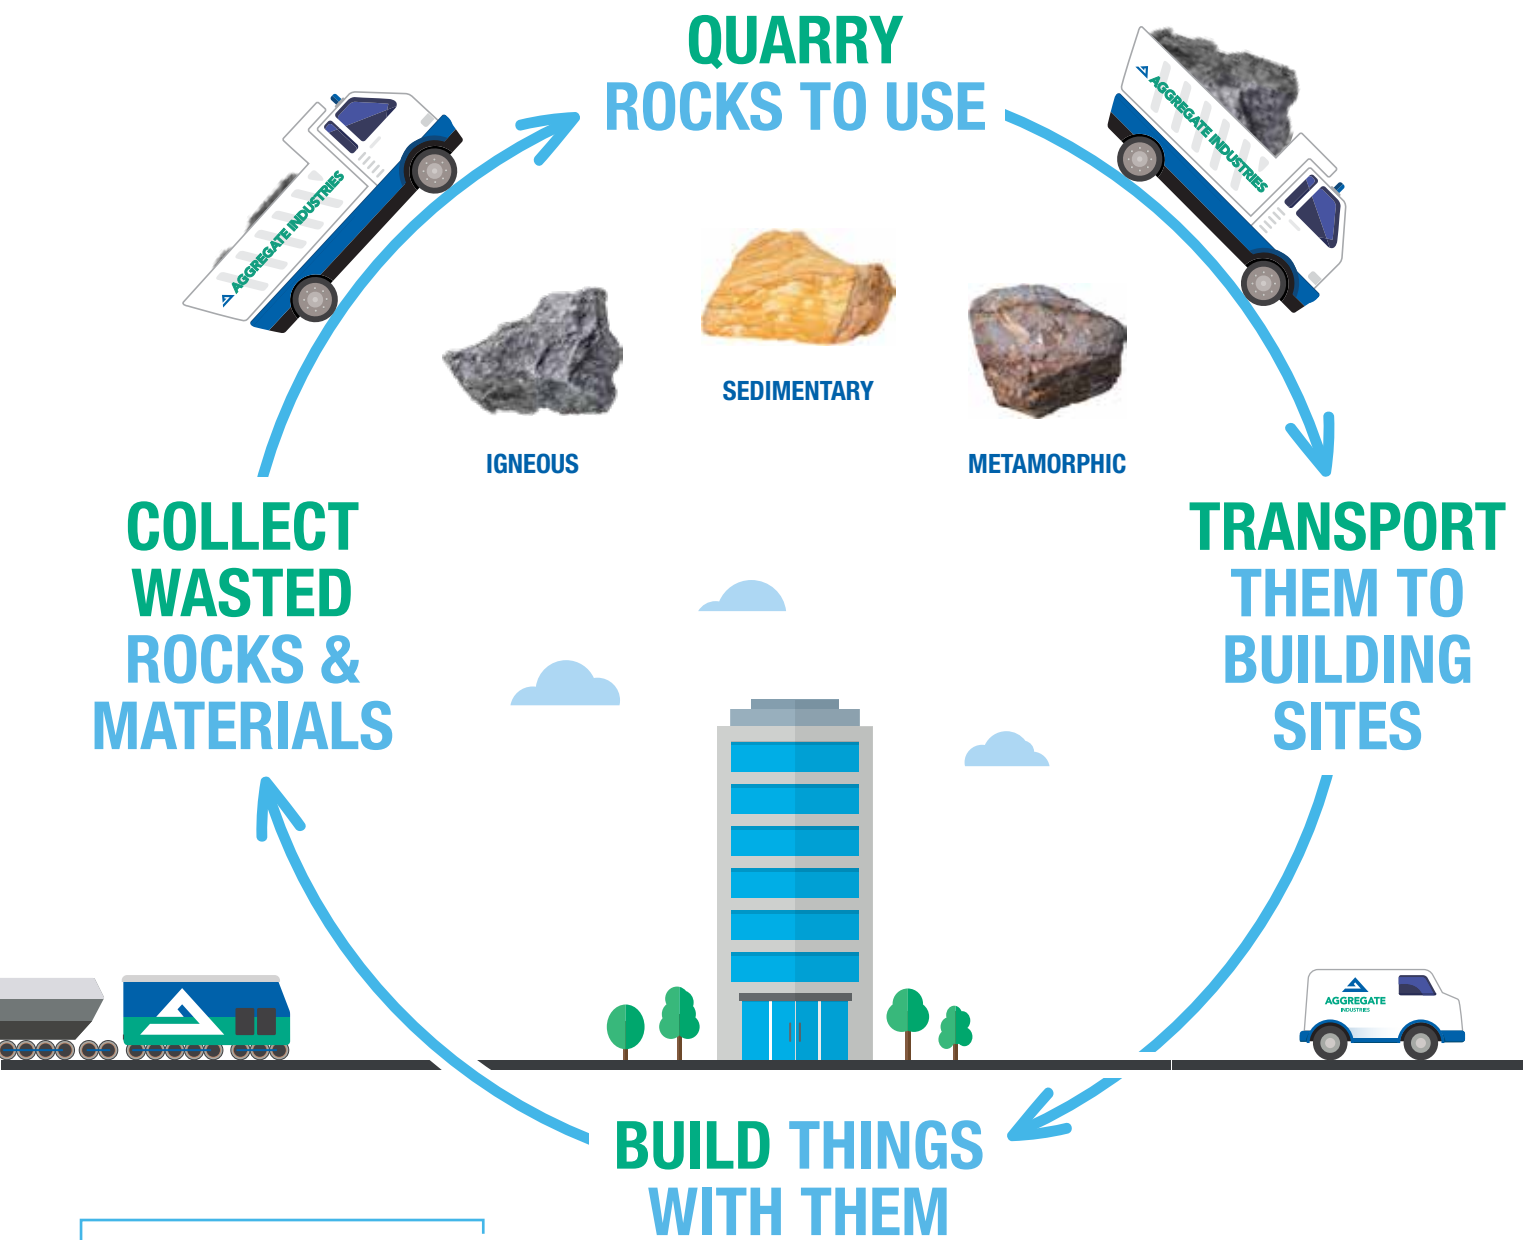 QUARRY
ROCKS TO USE
AGGREGATE INDUSTRIES
AGGREGATE INDUSTRIES
SEDIMENTARY
IGNEOUS
METAMORPHIC
COLLECT
WASTED
ROCKS &
MATERIALS
TRANSPORT
THEM TO
BUILDING
SITES
AGGREGATE
INDUSTRIES
BUILD THINGS
WITH THEM